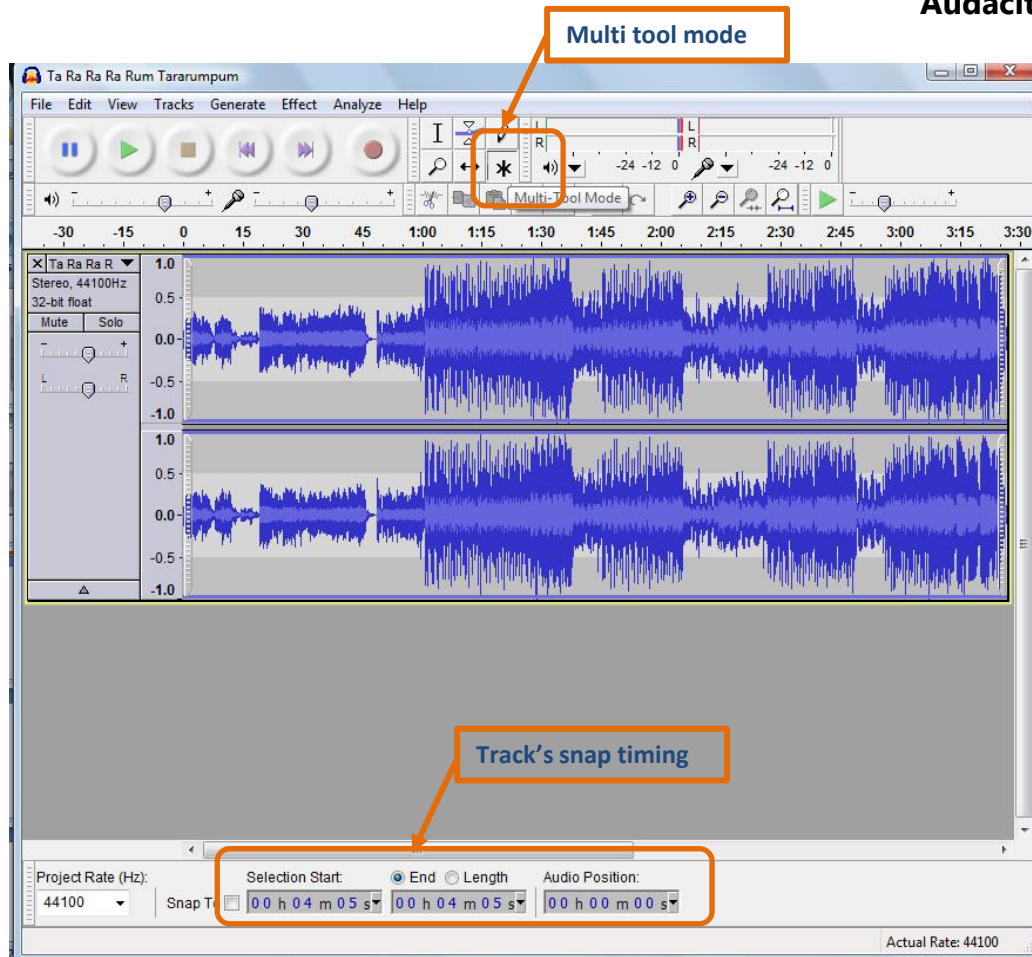 Audacit
Multi tool mode
Ta Ra Ra Ra Ra Rum Tararumpum
File Edit View Tracks Generate Effect Analyze Help
L
R
L
R
-24 -12 0
-24 -12 0
- + - +
Multi-Tool Mode
- +
-30 -15 0 15 30 45 1:00 1:15 1:30 1:45 2:00 2:15 2:30 2:45 3:00 3:15 3:30
X Ta Ra Ra R
Stereo, 44100Hz
32-bit float
Mute Solo
- +
L R
1.0
0.5
0.0
-0.5
-1.0
1.0
0.5
0.0
-0.5
-1.0
Track's snap timing
Project Rate (Hz):
44100
Snap To
Selection Start:
End Length
Audio Position:
00 h 04 m 05 s
00 h 04 m 05 s
00 h 00 m 00 s
Actual Rate: 44100